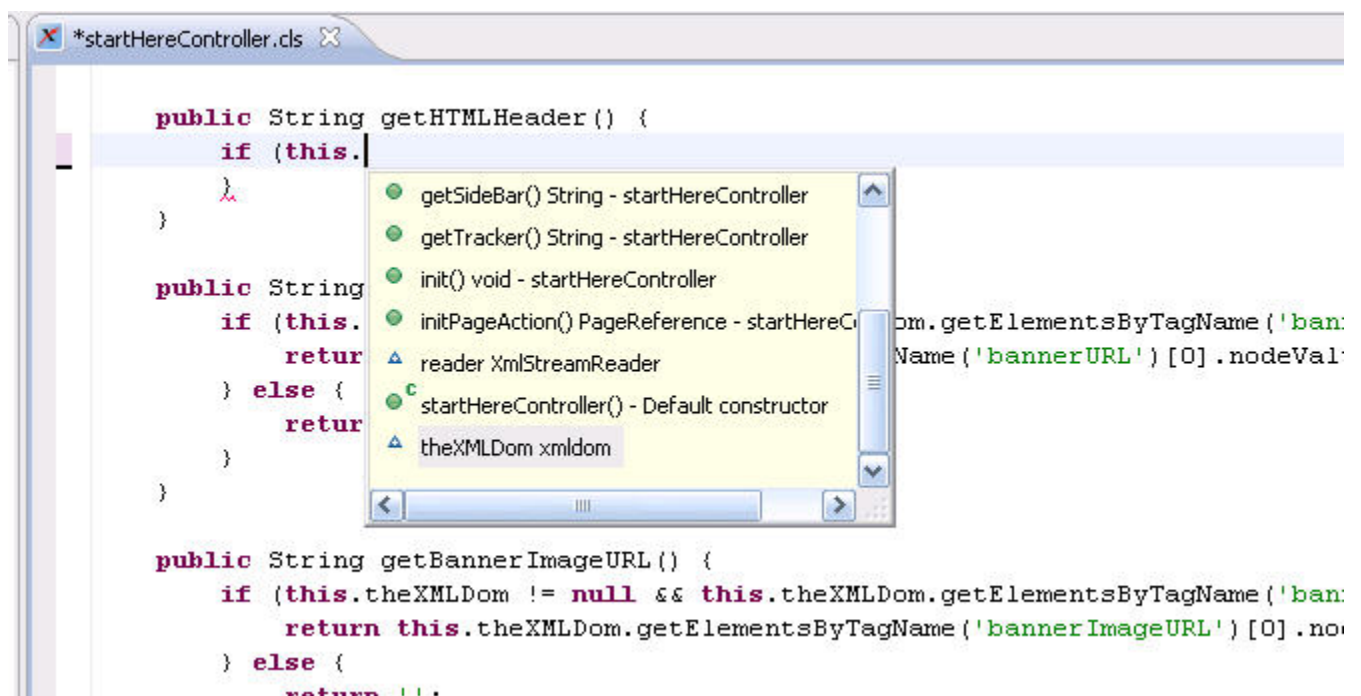 *startHereController.cls
public String getHTMLHeader() {
if (this.
}
}
getSideBar() String - startHereController
getTracker() String - startHereController
init() void - startHereController
initPageAction() PageReference - startHereC
reader XmlStreamReader
C startHereController() - Default constructor
theXMLDom xmldom
public String
if (this. om.getElementsByTagName('ban
retur Name('bannerURL')[0].nodeVal
} else {
retur
}
}
public String getBannerImageURL() {
if (this.theXMLDom != null && this.theXMLDom.getElementsByTagName('ban
return this.theXMLDom.getElementsByTagName('bannerImageURL')[0].no
} else {
return '';